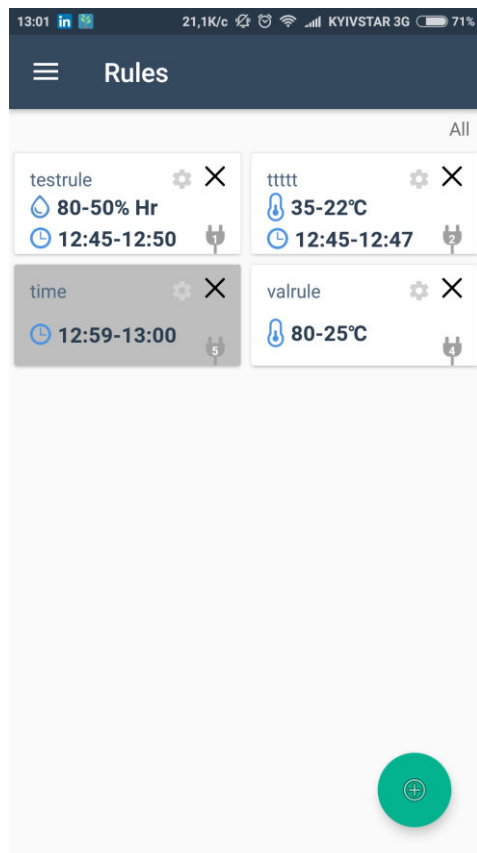 13:01 in 21,1K/c KYIVSTAR 3G 71%
Rules
All
testrule
80-50% Hr
12:45-12:50 1
ttttt
35-22℃
12:45-12:47 2
time
12:59-13:00 5
valrule
80-25℃
4